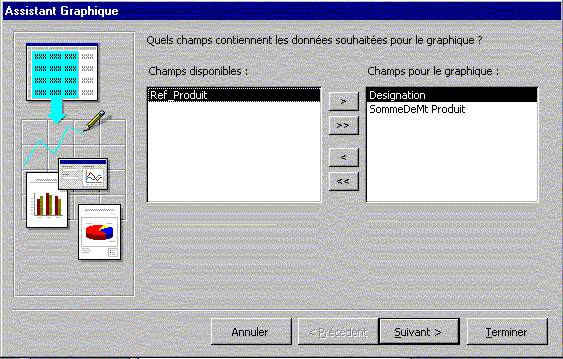 Assistant Graphique
Quels champs contiennent les données souhaitées pour le graphique ?
Champs disponibles :
Champs pour le graphique :
Ref_Produit
>
>>
<
<<
Designation
SommeDeMt Produit
Annuler
< Précédent
Suivant >
Terminer